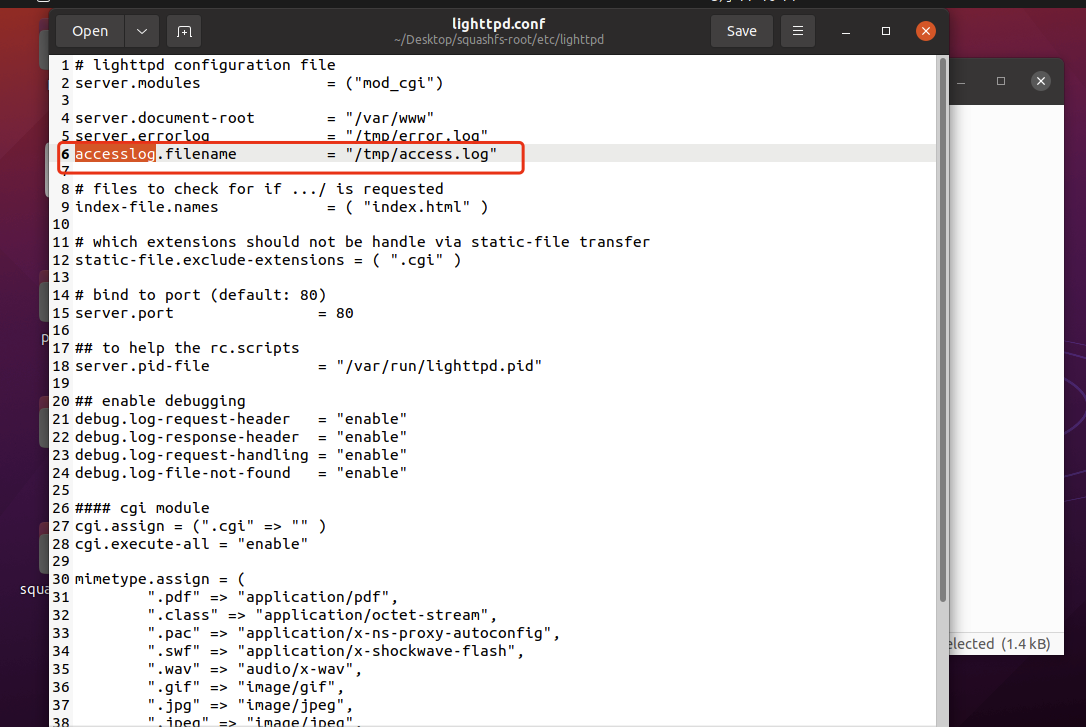 lighttpd.conf
Open
Save
~/Desktop/squashfs-root/etc/lighttpd
1 # lighttpd configuration file
2 server.modules = ("mod_cgi")
3
4 server.document-root = "/var/www"
5 server.errorlog = "/tmp/error.log"
6 accesslog.filename = "/tmp/access.log"
7
8 # files to check for if .../ is requested
9 index-file.names = ( "index.html" )
10
11 # which extensions should not be handle via static-file transfer
12 static-file.exclude-extensions = ( ".cgi" )
13
14 # bind to port (default: 80)
15 server.port = 80
16
17 ## to help the rc.scripts
18 server.pid-file = "/var/run/lighttpd.pid"
19
20 ## enable debugging
21 debug.log-request-header = "enable"
22 debug.log-response-header = "enable"
23 debug.log-request-handling = "enable"
24 debug.log-file-not-found = "enable"
25
26 #### cgi module
27 cgi.assign = (".cgi" => "" )
28 cgi.execute-all = "enable"
29
30 mimetype.assign = (
31 ".pdf" => "application/pdf",
32 ".class" => "application/octet-stream",
33 ".pac" => "application/x-ns-proxy-autoconfig",
34 ".swf" => "application/x-shockwave-flash",
35 ".wav" => "audio/x-wav",
36 ".gif" => "image/gif",
37 ".jpg" => "image/jpeg",
38 ".jpeg" => "image/jpeg",
squa
elected (1.4 kB)